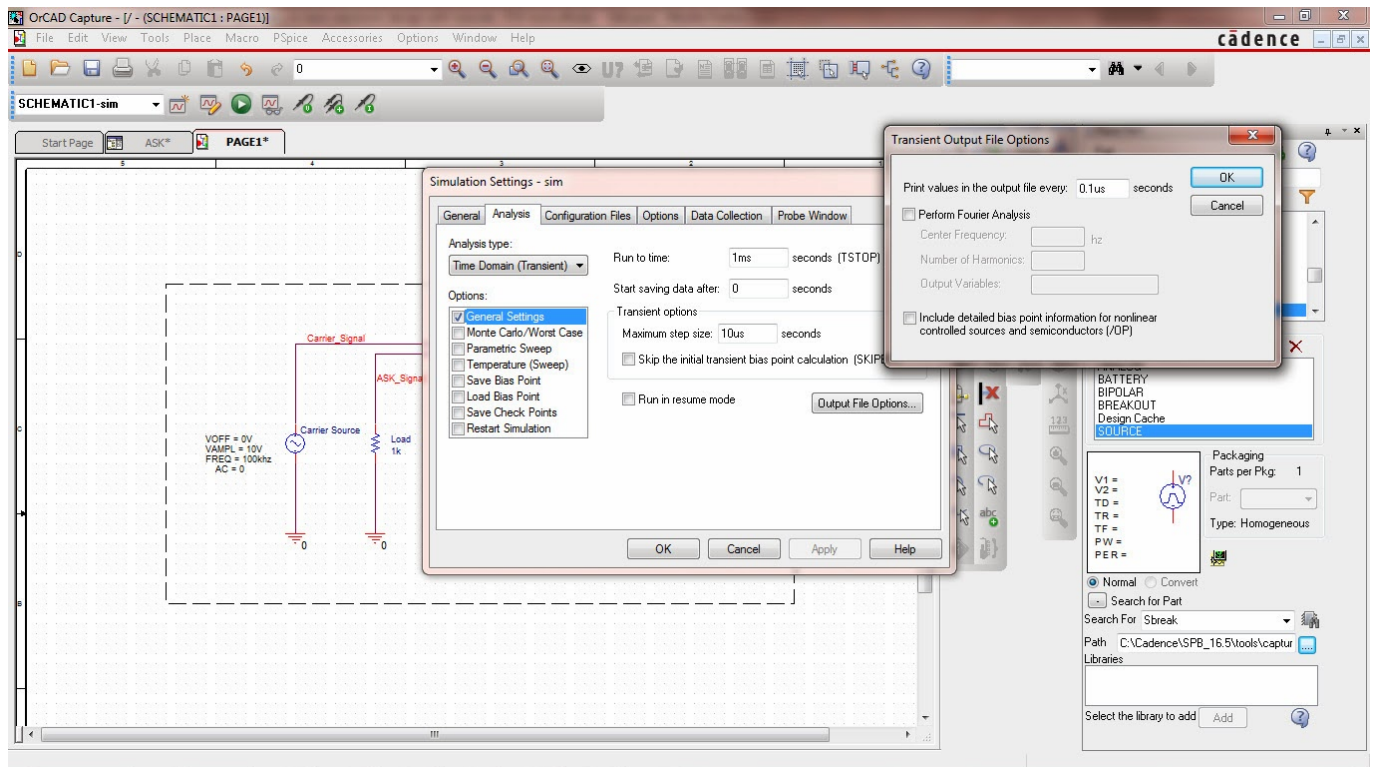 OrCAD Capture - [/ - (SCHEMATIC1 : PAGE1)]
File Edit View Tools Place Macro PSpice Accessories Options Window Help
cādence
0
U?
SCHEMATIC1-sim
Start Page
ASK*
PAGE1*
5 4 3 2 1
D
C
B
Carrier_Signal
ASK_Signa
Carrier Source
VOFF = 0V
VAMPL = 10V
FREQ = 100khz
AC = 0
Load
1k
0
0
Simulation Settings - sim
General Analysis Configuration Files Options Data Collection Probe Window
Analysis type:
Time Domain (Transient)
Options:
General Settings
Monte Carlo/Worst Case
Parametric Sweep
Temperature (Sweep)
Save Bias Point
Load Bias Point
Save Check Points
Restart Simulation
Run to time: 1ms seconds (TSTOP)
Start saving data after: 0 seconds
Transient options
Maximum step size: 10us seconds
Skip the initial transient bias point calculation (SKIPB
Run in resume mode
Output File Options...
OK Cancel Apply Help
Transient Output File Options
Print values in the output file every: 0.1us seconds
OK
Cancel
Perform Fourier Analysis
Center Frequency: hz
Number of Harmonics:
Output Variables:
Include detailed bias point information for nonlinear
controlled sources and semiconductors (/OP)
123
abc
ANALOG
BATTERY
BIPOLAR
BREAKOUT
Design Cache
SOURCE
V1 =
V2 =
TD =
TR =
TF =
PW =
PER =
V?
Packaging
Parts per Pkg: 1
Part:
Type: Homogeneous
Normal Convert
Search for Part
Search For Sbreak
Path C:\Cadence\SPB_16.5\tools\captur
Libraries
Select the library to add Add